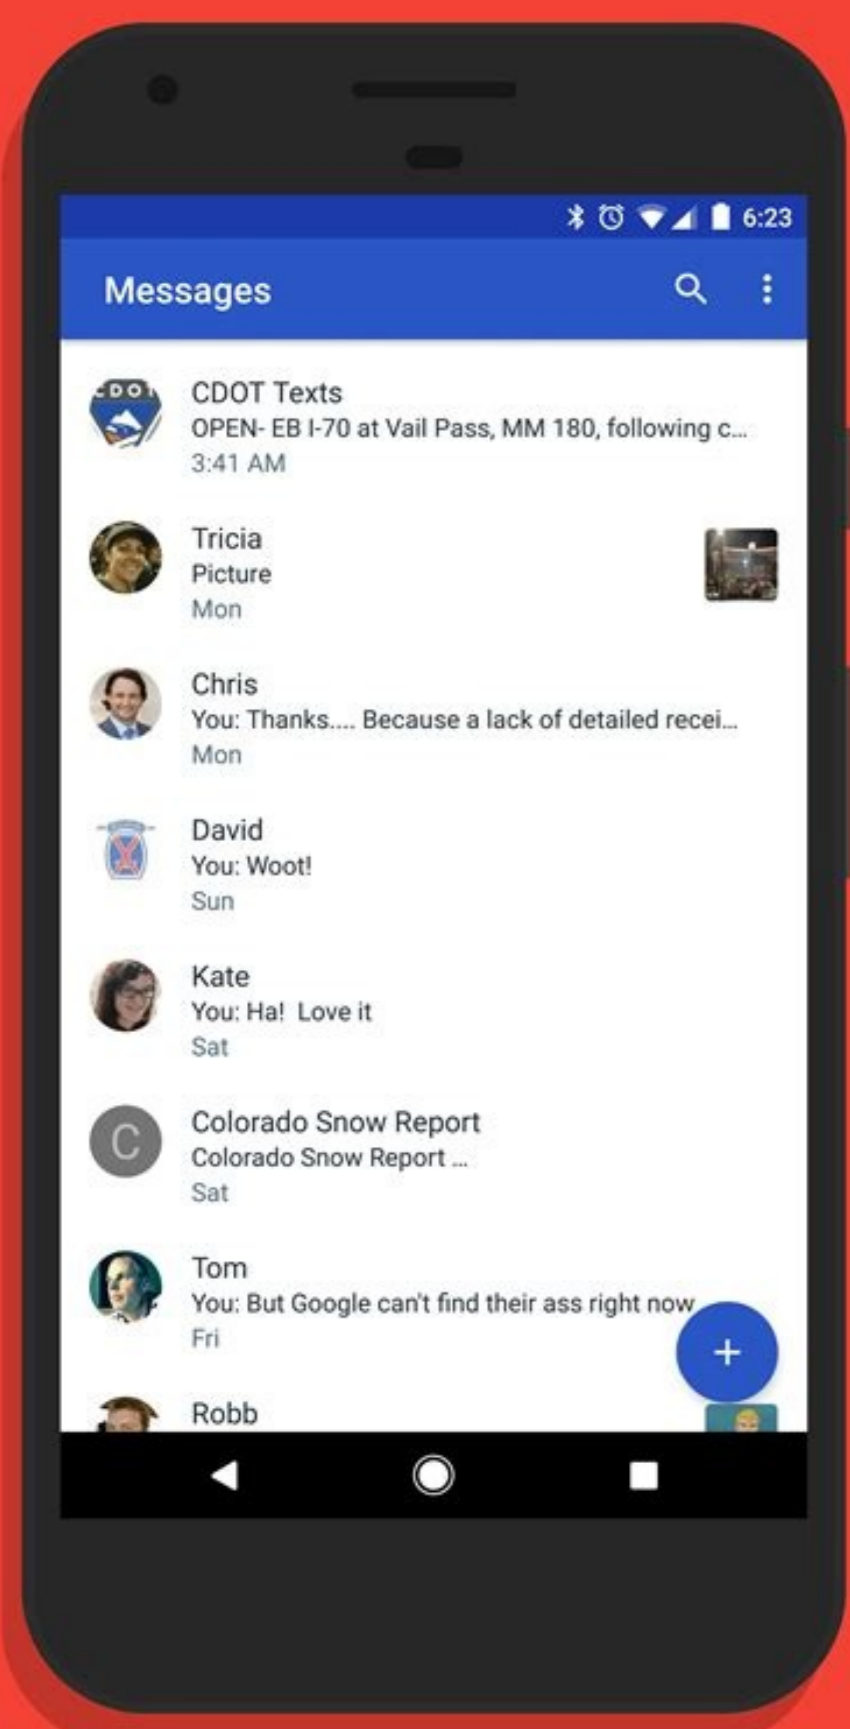 6:23
Messages
CDOT
CDOT Texts
OPEN- EB I-70 at Vail Pass, MM 180, following c...
3:41 AM
Tricia
Picture
Mon
Chris
You: Thanks.... Because a lack of detailed recei...
Mon
David
You: Woot!
Sun
Kate
You: Ha!  Love it
Sat
C
Colorado Snow Report
Colorado Snow Report ...
Sat
Tom
You: But Google can't find their ass right now
Fri
Robb